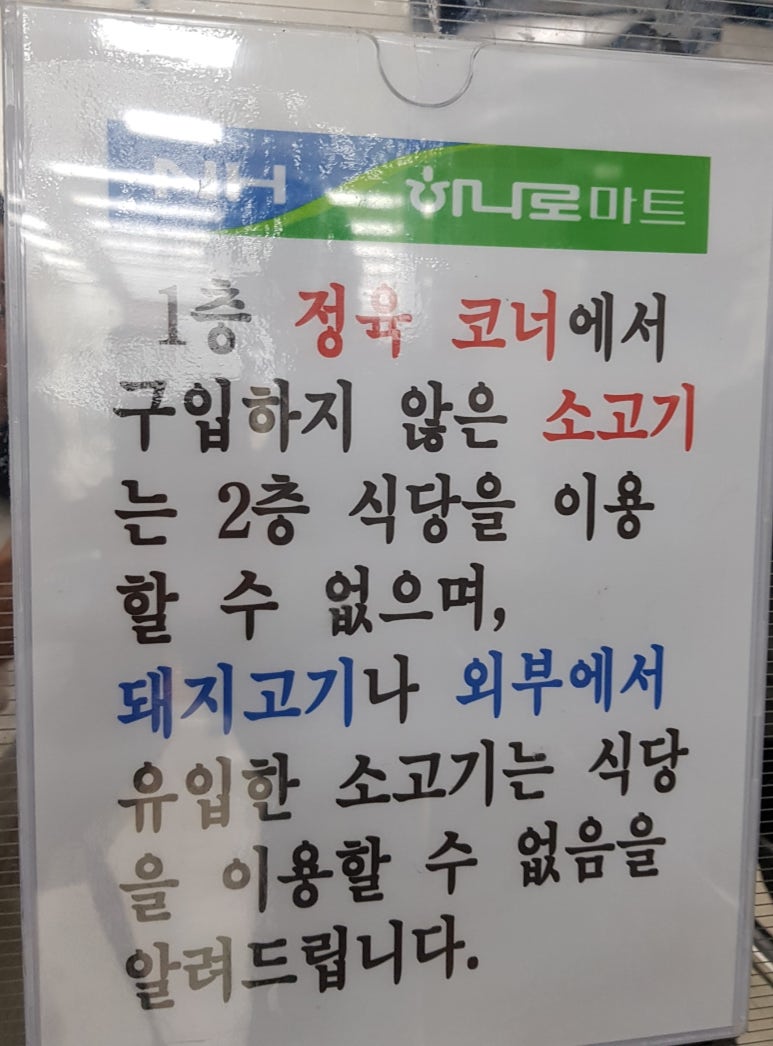 NH 하나로마트
1층 정육 코너에서
구입하지 않은 소고기
는 2층 식당을 이용
할 수 없으며,
돼지고기나 외부에서
유입한 소고기는 식당
을 이용할 수 없음을
알려드립니다.